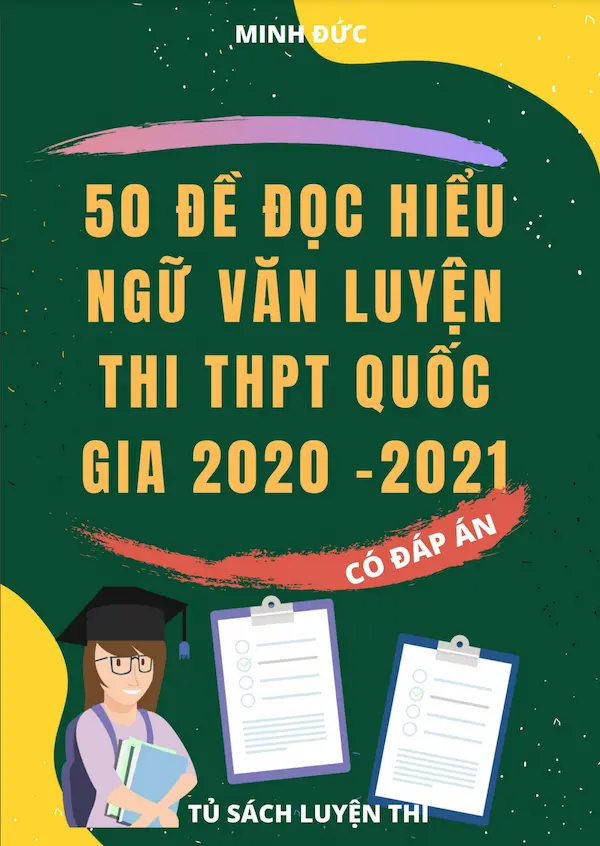 MINH ĐỨC
50 ĐỀ ĐỌC HIỂU
NGỮ VĂN LUYỆN
THI THPT QUỐC
GIA 2020 -2021
CÓ ĐÁP ÁN
TỦ SÁCH LUYỆN THI